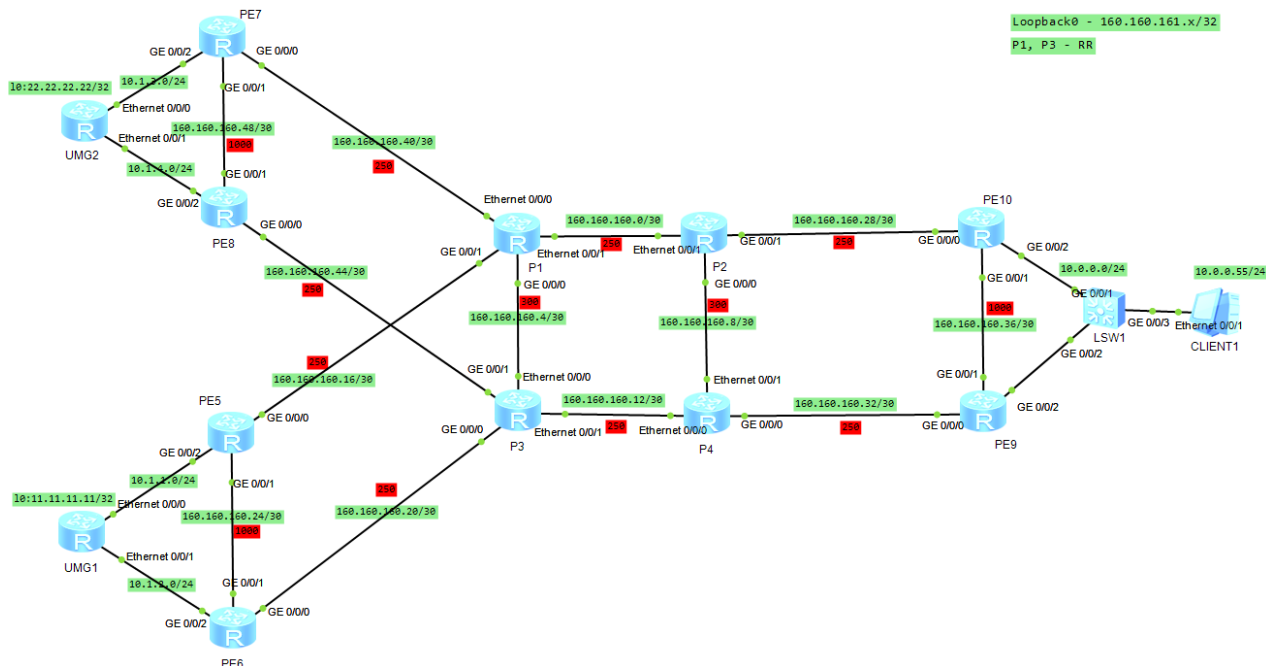 PE7
Loopback0 - 160.160.161.x/32
P1, P3 - RR
GE 0/0/2
GE 0/0/0
10.1.3.0/24
l0:22.22.22.22/32
GE 0/0/1
Ethernet 0/0/0
R
R
160.160.160.48/30
Ethernet 0/0/1
1000
160.160.160.40/30
UMG2
250
10.1.4.0/24
GE 0/0/1
GE 0/0/2
R
GE 0/0/0
PE8
Ethernet 0/0/0
160.160.160.0/30
160.160.160.28/30
PE10
R
R
R
250
250
GE 0/0/1
Ethernet 0/0/1
Ethernet 0/0/1
GE 0/0/1
GE 0/0/0
GE 0/0/2
P1
P2
160.160.160.44/30
250
GE 0/0/0
GE 0/0/0
GE 0/0/1
10.0.0.0/24
10.0.0.55/24
GE 0/0/1
300
300
1000
160.160.160.4/30
160.160.160.8/30
160.160.160.36/30
GE 0/0/3
Ethernet 0/0/1
LSW1
CLIENT1
250
160.160.160.16/30
GE 0/0/1
Ethernet 0/0/0
Ethernet 0/0/1
GE 0/0/1
GE 0/0/2
PE5
GE 0/0/0
R
160.160.160.12/30
160.160.160.32/30
GE 0/0/2
R
R
R
GE 0/0/0
Ethernet 0/0/1
250
Ethernet 0/0/0
GE 0/0/0
250
GE 0/0/0
P3
P4
PE9
GE 0/0/2
10.1.1.0/24
GE 0/0/1
l0:11.11.11.11/32
Ethernet 0/0/0
250
160.160.160.20/30
160.160.160.24/30
1000
R
UMG1
Ethernet 0/0/1
10.1.2.0/24
GE 0/0/1
GE 0/0/0
GE 0/0/2
R
PE6